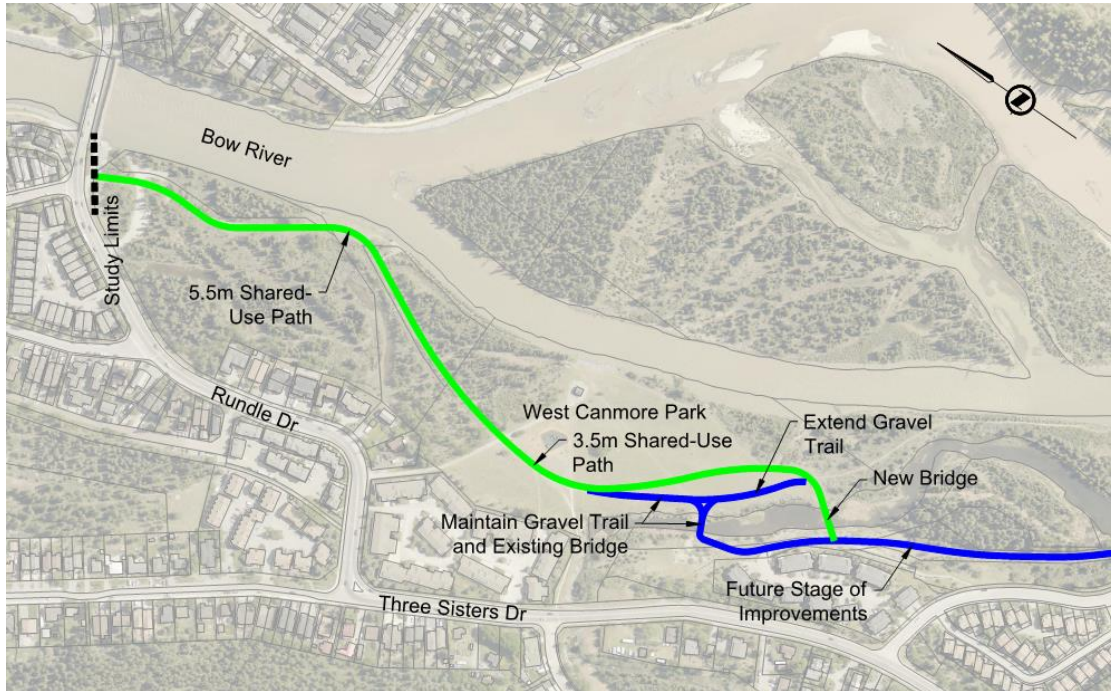 Bow River
Study Limits
5.5m Shared-
Use Path
Rundle Dr
West Canmore Park
3.5m Shared-Use
Path
Extend Gravel
Trail
New Bridge
Maintain Gravel Trail
and Existing Bridge
Future Stage of
Improvements
Three Sisters Dr